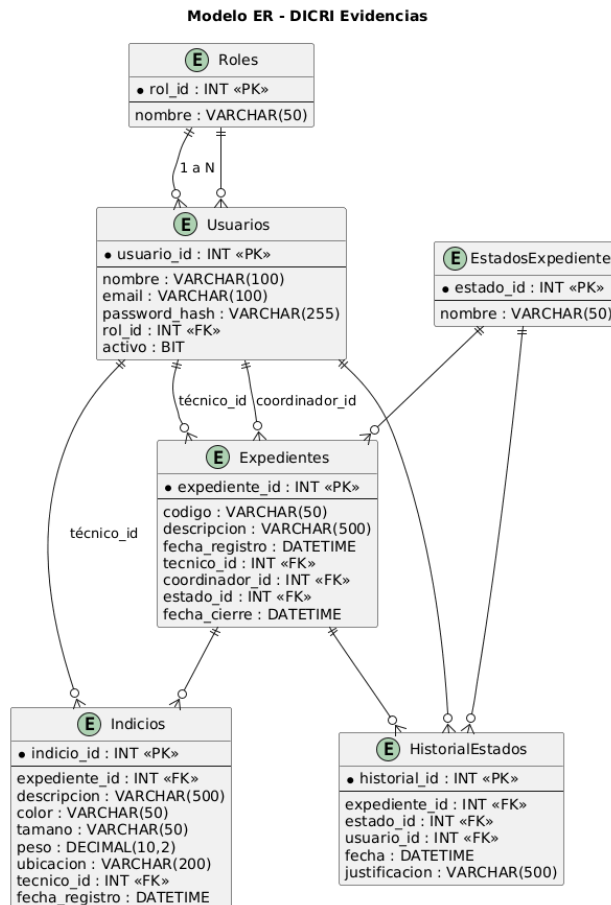 Modelo ER - DICRI Evidencias
E Roles
rol_id : INT «PK»
nombre : VARCHAR(50)
1 a N
E Usuarios
usuario_id : INT «PK»
nombre : VARCHAR(100)
email : VARCHAR(100)
password_hash : VARCHAR(255)
rol_id : INT «FK»
activo : BIT
E EstadosExpediente
estado_id : INT «PK»
nombre : VARCHAR(50)
técnico_id
coordinador_id
técnico_id
E Expedientes
expediente_id : INT «PK»
codigo : VARCHAR(50)
descripcion : VARCHAR(500)
fecha_registro : DATETIME
tecnico_id : INT «FK»
coordinador_id : INT «FK»
estado_id : INT «FK»
fecha_cierre : DATETIME
E Indicios
indicio_id : INT «PK»
expediente_id : INT «FK»
descripcion : VARCHAR(500)
color : VARCHAR(50)
tamano : VARCHAR(50)
peso : DECIMAL(10,2)
ubicacion : VARCHAR(200)
tecnico_id : INT «FK»
fecha_registro : DATETIME
E HistorialEstados
historial_id : INT «PK»
expediente_id : INT «FK»
estado_id : INT «FK»
usuario_id : INT «FK»
fecha : DATETIME
justificacion : VARCHAR(500)